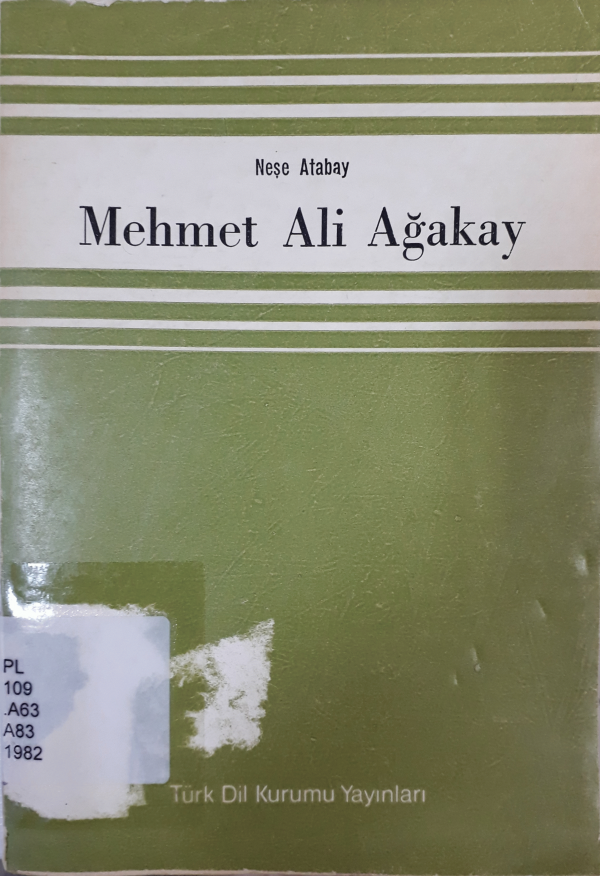 Neşe Atabay
Mehmet Ali Ağakay
PL
109
.A63
A83
1982
Türk Dil Kurumu Yayınları